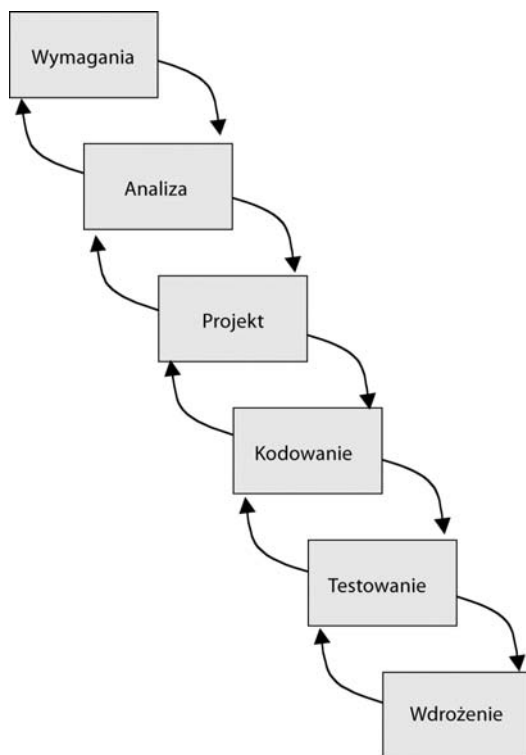 Wymagania
Analiza
Projekt
Kodowanie
Testowanie
Wdrożenie